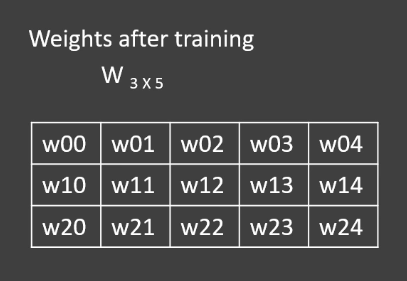 Weights after training
W 3 X 5
w00 w01 w02 w03 w04
w10 w11 w12 w13 w14
w20 w21 w22 w23 w24